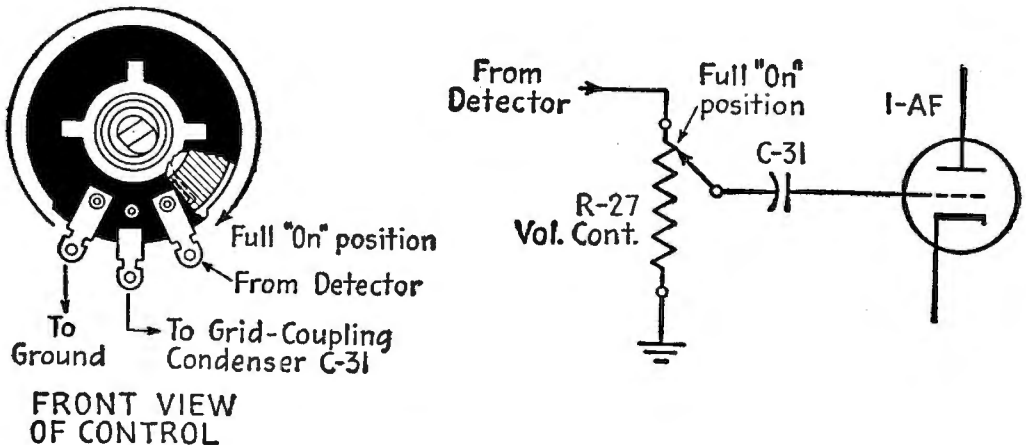 Full "On" position
From Detector
To
Ground
To Grid-Coupling
Condenser C-31
FRONT VIEW
OF CONTROL
From
Detector
Full "On"
position
C-31
1-AF
R-27
Vol. Cont.